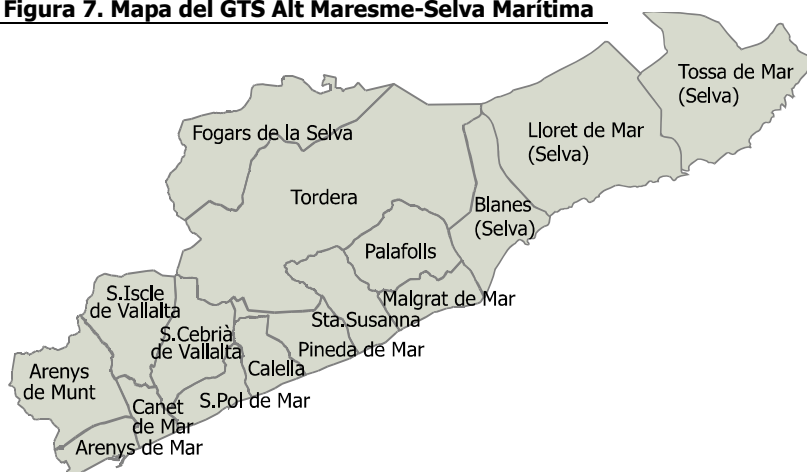 Figura 7. Mapa del GTS Alt Maresme-Selva Marítima
Tossa de Mar
(Selva)
Fogars de la Selva
Lloret de Mar
(Selva)
Tordera
Blanes
(Selva)
Palafolls
S.Iscle
de Vallalta
Malgrat de Mar
Sta.Susanna
S.Cebrià
de Vallalta
Pineda de Mar
Calella
Arenys
de Munt
S.Pol de Mar
Canet
de Mar
Arenys de Mar